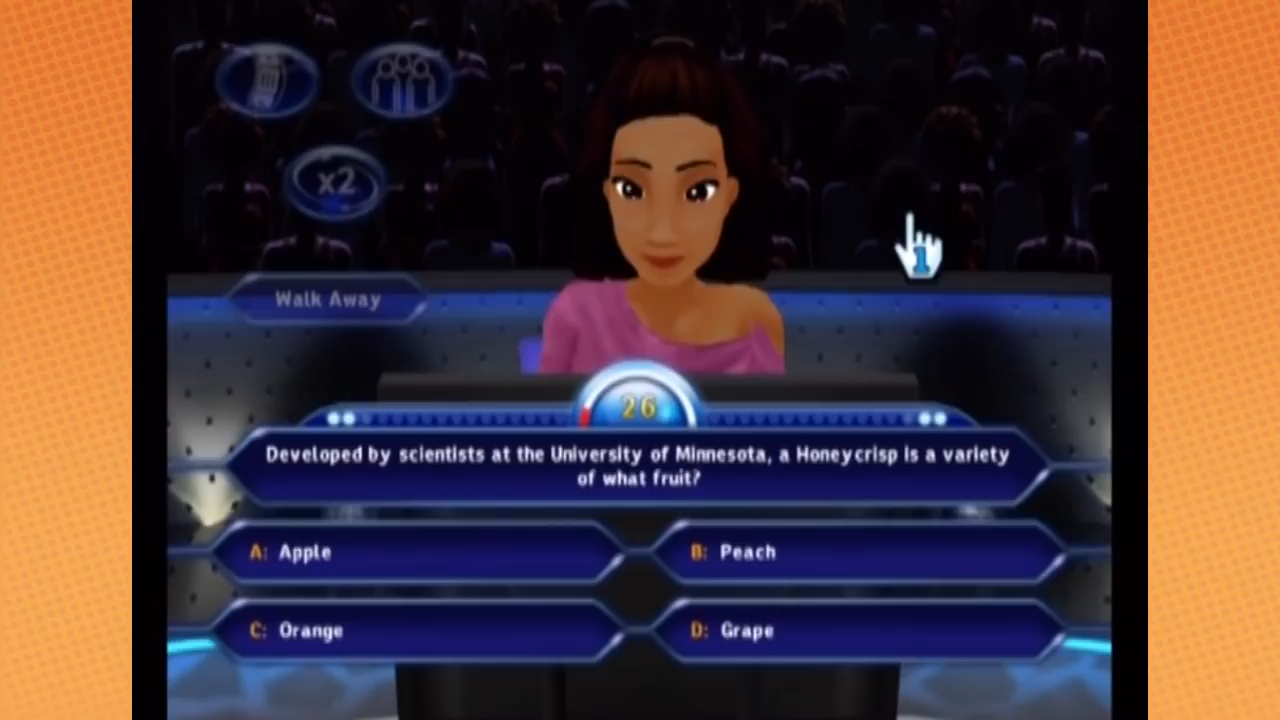 x2
1
Walk Away
26
Developed by scientists at the University of Minnesota, a Honeycrisp is a variety
of what fruit?
A: Apple
B: Peach
C: Orange
D: Grape